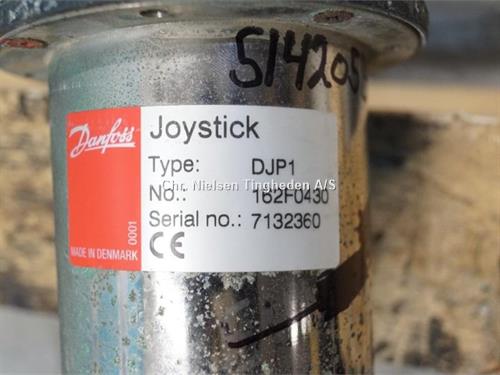 514205
Danfoss
MADE IN DENMARK
0001
Joystick
Type: DJP1
No.: 162F0430
Serial no.: 7132360
CE
Chr. Nielsen Tingheden A/S